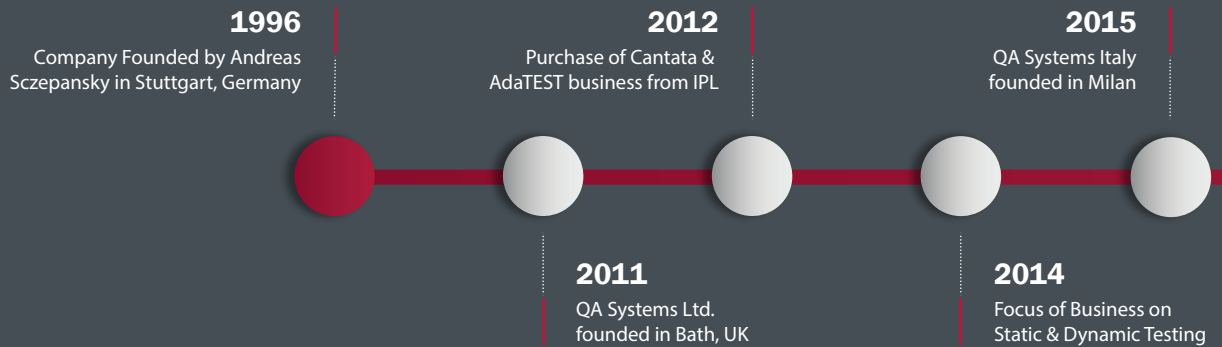 1996
Company Founded by Andreas
Sczepansky in Stuttgart, Germany
2011
QA Systems Ltd.
founded in Bath, UK
2012
Purchase of Cantata &
AdaTEST business from IPL
2014
Focus of Business on
Static & Dynamic Testing
2015
QA Systems Italy
founded in Milan